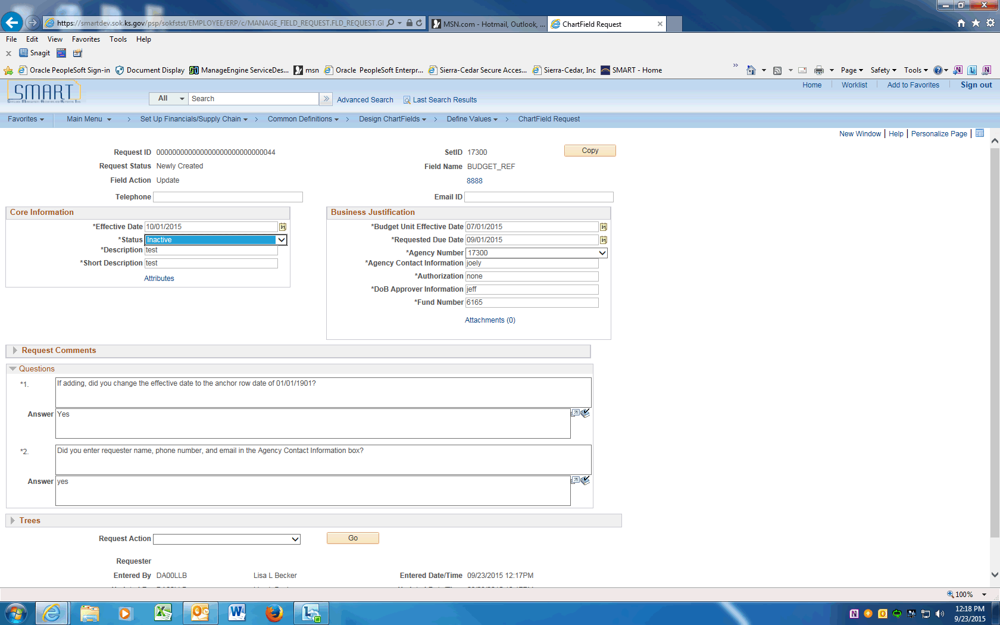 https://smartdev.sok.ks.gov/psp/sokfstst/EMPLOYEE/ERP/c/MANAGE_FIELD_REQUEST.FLD_REQUEST.GI
MSN.com - Hotmail, Outlook, ...
ChartField Request
File Edit View Favorites Tools Help
x Snagit
Oracle PeopleSoft Sign-in Document Display ManageEngine ServiceDes... msn Oracle PeopleSoft Enterpr... Sierra-Cedar Secure Acces... Sierra-Cedar, Inc SMART - Home
Page Safety Tools
SMART
Home Worklist Add to Favorites Sign out
All Search Advanced Search Last Search Results
Favorites Main Menu > Set Up Financials/Supply Chain > Common Definitions > Design ChartFields > Define Values > ChartField Request
New Window | Help | Personalize Page |
Request ID 000000000000000000000000000044 SetID 17300 Copy
Request Status Newly Created Field Name BUDGET_REF
Field Action Update 8888
Telephone Email ID
Core Information
*Effective Date 10/01/2015
*Status Inactive
*Description test
*Short Description test
Attributes
Business Justification
*Budget Unit Effective Date 07/01/2015
*Requested Due Date 09/01/2015
*Agency Number 17300
*Agency Contact Information joely
*Authorization none
*DoB Approver Information jeff
*Fund Number 6165
Attachments (0)
Request Comments
Questions
*1. If adding, did you change the effective date to the anchor row date of 01/01/1901?
Answer Yes
*2. Did you enter requester name, phone number, and email in the Agency Contact Information box?
Answer yes
Trees
Request Action Go
Requester
Entered By DA00LLB Lisa L Becker Entered Date/Time 09/23/2015 12:17PM
100%
12:18 PM
9/23/2015